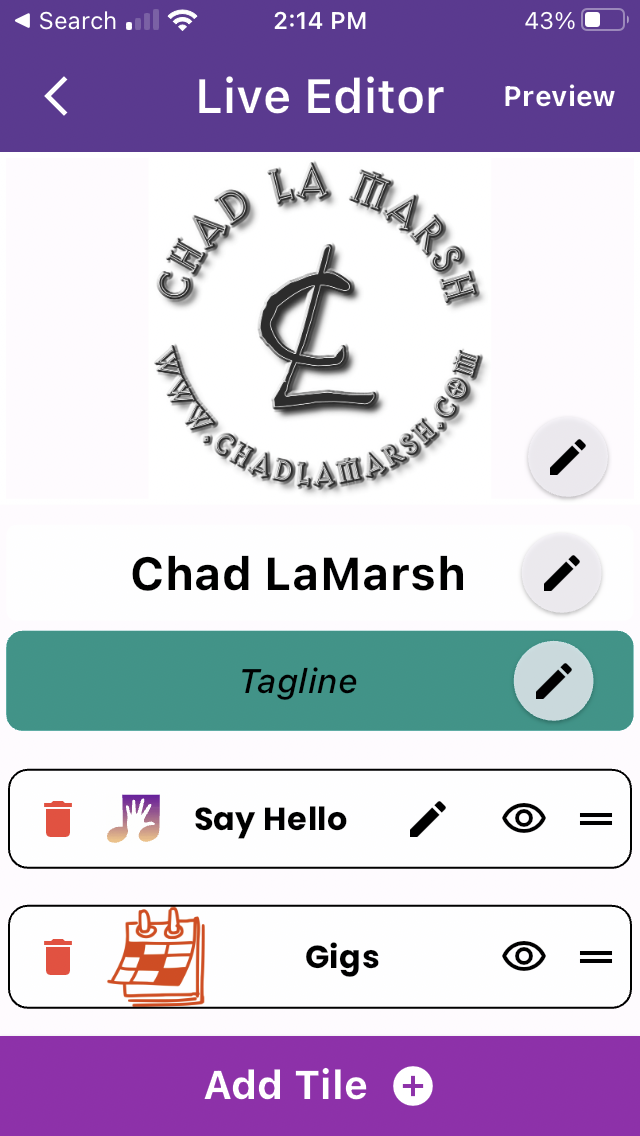 Search
2:14 PM
43%
Live Editor
Preview
CHAD LA MARSH
CL
WWW.CHADLAMARSH.COM
Chad LaMarsh
Tagline
Say Hello
Gigs
Add Tile